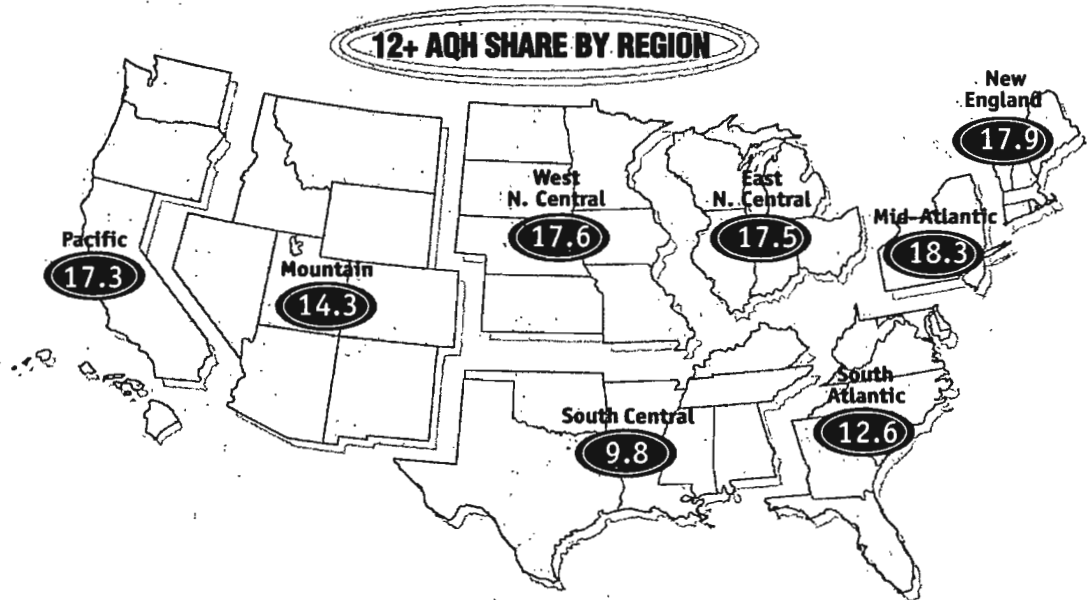 12+ AQH SHARE BY REGION
New
England
17.9
West
N. Central
17.6
East
N. Central
17.5
Mid-Atlantic
18.3
Pacific
17.3
Mountain
14.3
South
Atlantic
12.6
South Central
9.8